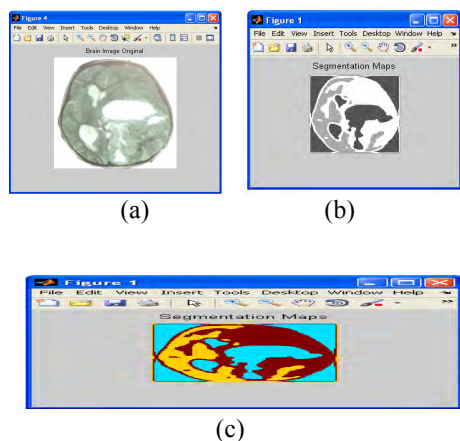 Figure 4
File Edit View Insert Tools Desktop Window Help
Brain Image Original
(a)
Figure 1
File Edit View Insert Tools Desktop Window Help
Segmentation Maps
(b)
Figure 1
File Edit View Insert Tools Desktop Window Help
Segmentation Maps
(c)